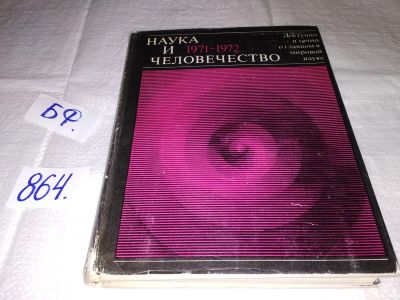 НАУКА
И 1971-1972
ЧЕЛОВЕЧЕСТВО
Доступно
и точно
о главном в
мировой
науке
БФ.
864.